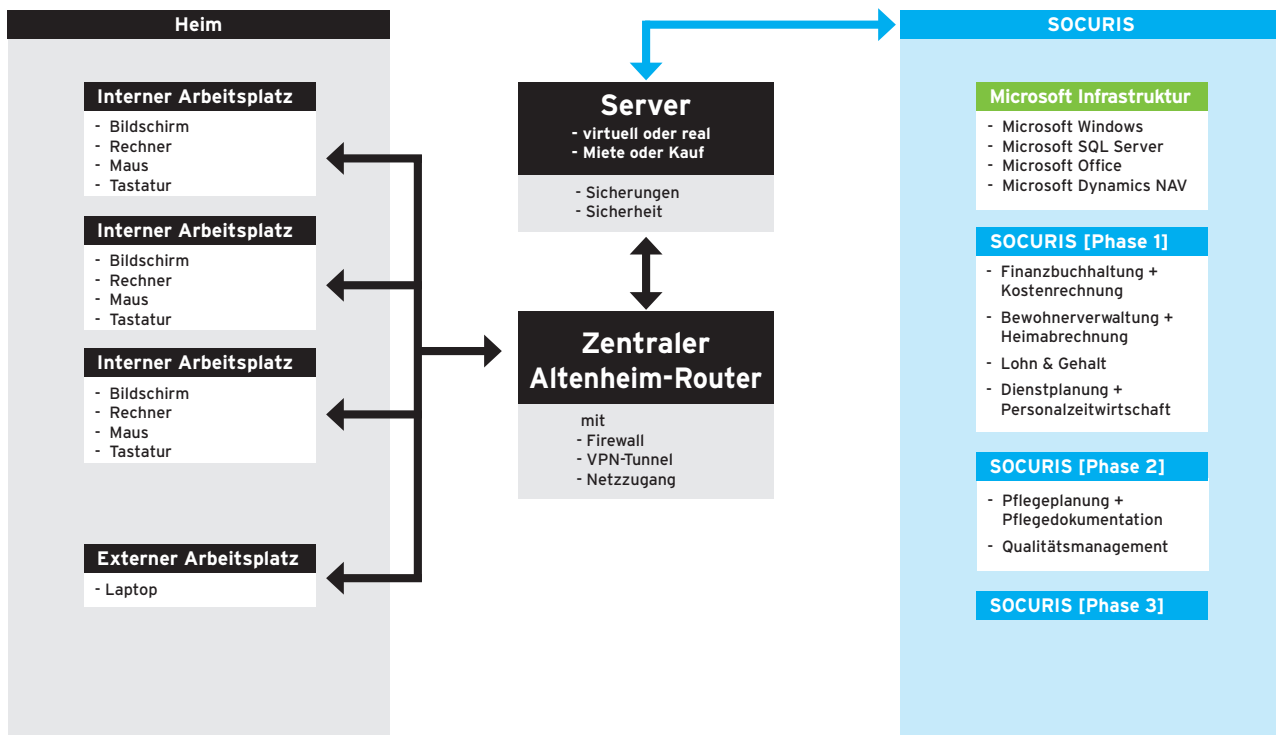 Heim
Interner Arbeitsplatz
- Bildschirm
- Rechner
- Maus
- Tastatur
Interner Arbeitsplatz
- Bildschirm
- Rechner
- Maus
- Tastatur
Interner Arbeitsplatz
- Bildschirm
- Rechner
- Maus
- Tastatur
Externer Arbeitsplatz
- Laptop
Server
- virtuell oder real
- Miete oder Kauf
- Sicherungen
- Sicherheit
Zentraler
Altenheim-Router
mit
- Firewall
- VPN-Tunnel
- Netzzugang
SOCURIS
Microsoft Infrastruktur
- Microsoft Windows
- Microsoft SQL Server
- Microsoft Office
- Microsoft Dynamics NAV
SOCURIS [Phase 1]
- Finanzbuchhaltung +
Kostenrechnung
- Bewohnerverwaltung +
Heimabrechnung
- Lohn & Gehalt
- Dienstplanung +
Personalzeitwirtschaft
SOCURIS [Phase 2]
- Pflegeplanung +
Pflegedokumentation
- Qualitätsmanagement
SOCURIS [Phase 3]